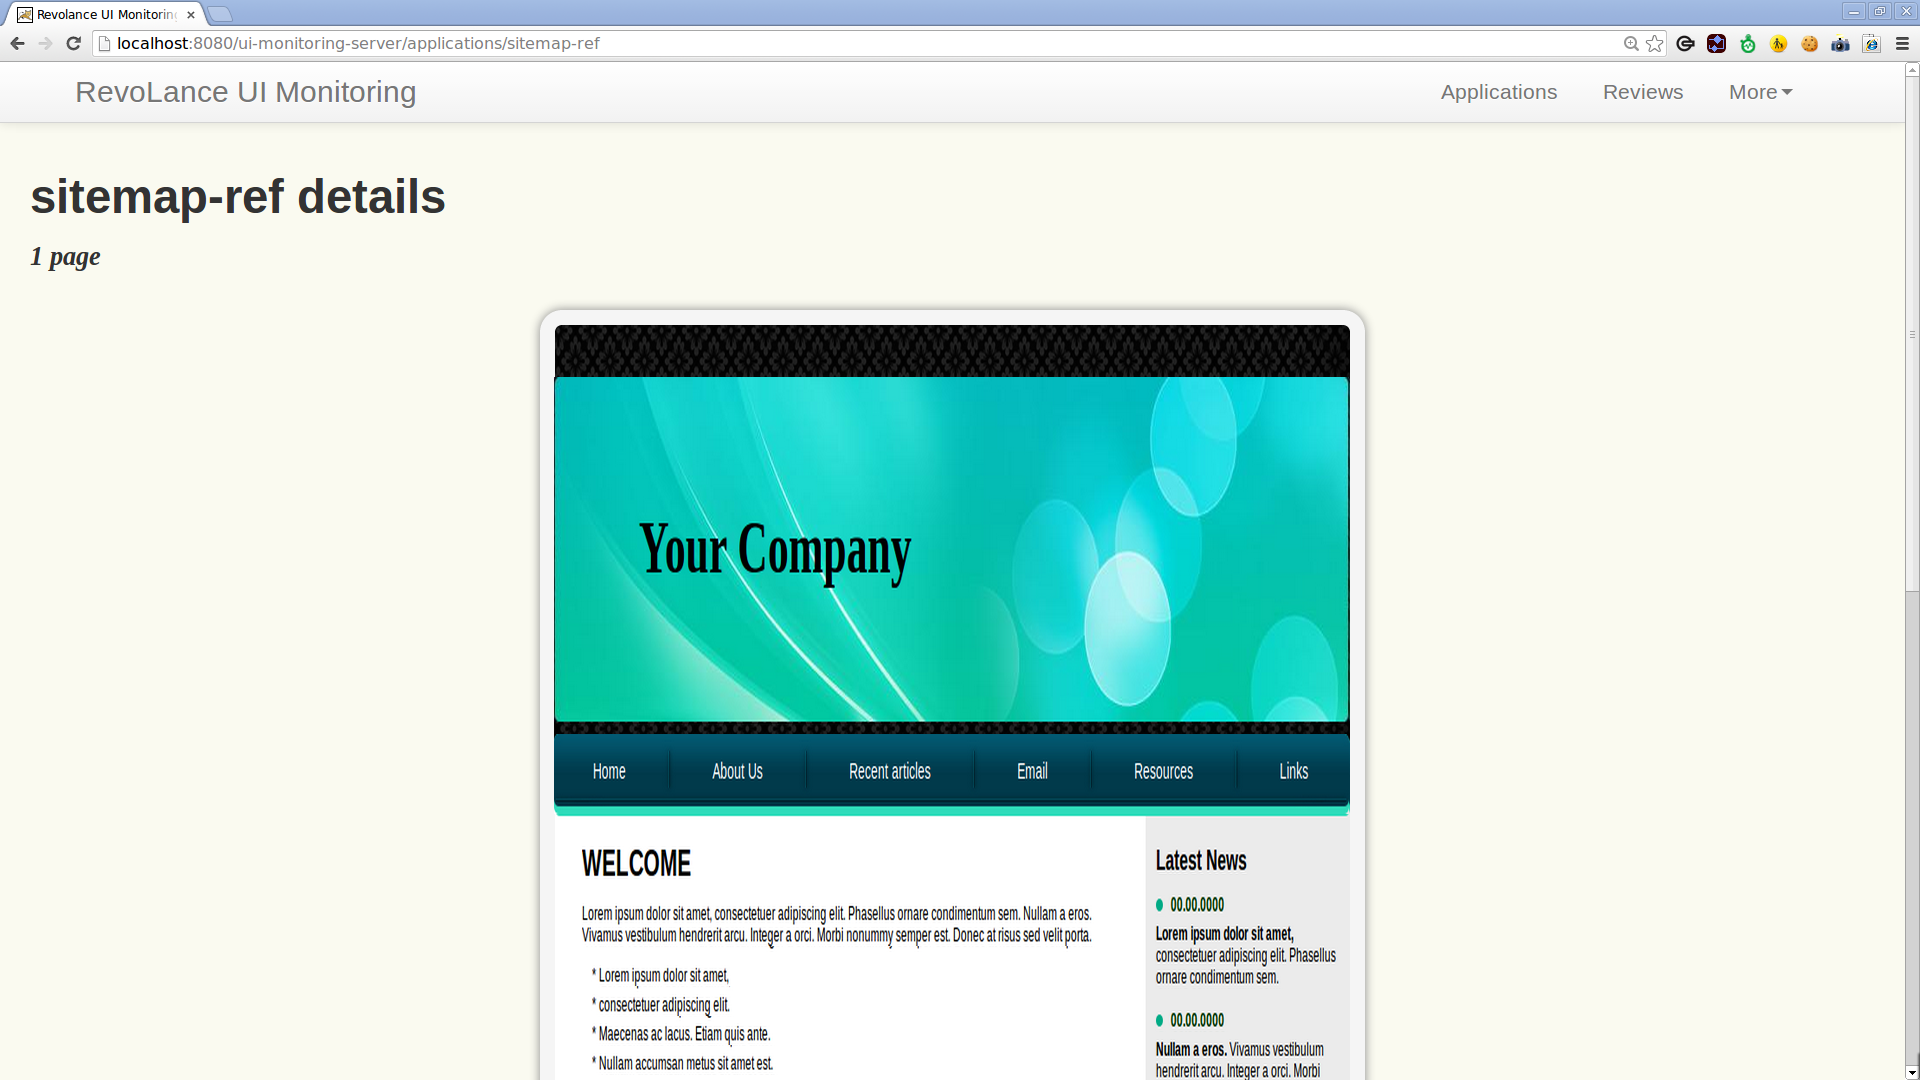 Revolance UI Monitoring
localhost:8080/ui-monitoring-server/applications/sitemap-ref
RevoLance UI Monitoring
Applications
Reviews
More
sitemap-ref details
1 page
Your Company
Home
About Us
Recent articles
Email
Resources
Links
WELCOME
Lorem ipsum dolor sit amet, consectetuer adipiscing elit. Phasellus ornare condimentum sem. Nullam a eros.
Vivamus vestibulum hendrerit arcu. Integer a orci. Morbi nonummy semper est. Donec at risus sed velit porta.
* Lorem ipsum dolor sit amet,
* consectetuer adipiscing elit.
* Maecenas ac lacus. Etiam quis ante.
* Nullam accumsan metus sit amet est.
Latest News
00.00.0000
Lorem ipsum dolor sit amet,
consectetuer adipiscing elit. Phasellus
ornare condimentum sem.
00.00.0000
Nullam a eros. Vivamus vestibulum
hendrerit arcu. Integer a orci. Morbi